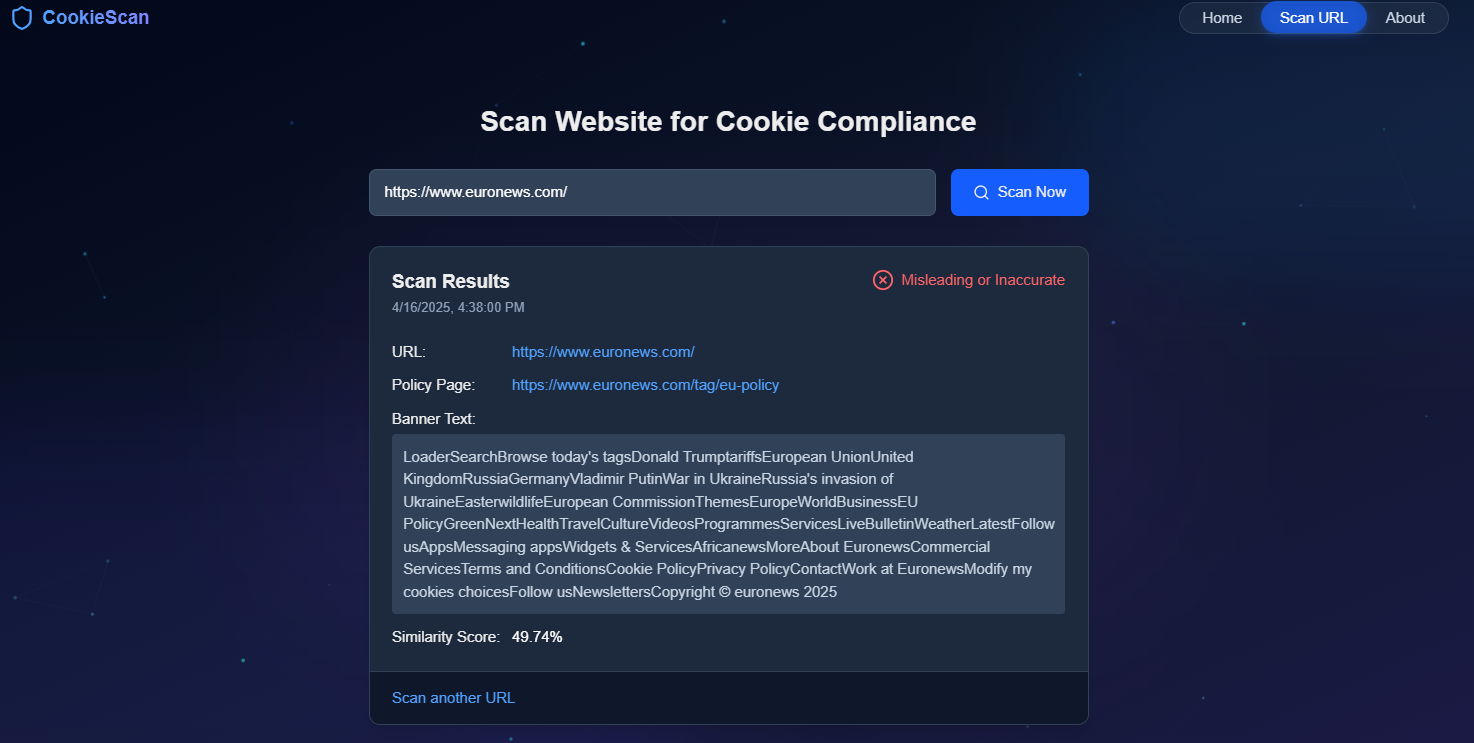 CookieScan
Home
Scan URL
About
Scan Website for Cookie Compliance
https://www.euronews.com/
Scan Now
Scan Results
Misleading or Inaccurate
4/16/2025, 4:38:00 PM
URL:
https://www.euronews.com/
Policy Page:
https://www.euronews.com/tag/eu-policy
Banner Text:
LoaderSearchBrowse today's tagsDonald TrumptariffsEuropean UnionUnited
KingdomRussiaGermanyVladimir PutinWar in UkraineRussia's invasion of
UkraineEasterwildlifeEuropean CommissionThemesEuropeWorldBusinessEU
PolicyGreenNextHealthTravelCultureVideosProgrammesServicesLiveBulletinWeatherLatestFollow
usAppsMessaging appsWidgets & ServicesAfricanewsMoreAbout EuronewsCommercial
ServicesTerms and ConditionsCookie PolicyPrivacy PolicyContactWork at EuronewsModify my
cookies choicesFollow usNewslettersCopyright © euronews 2025
Similarity Score: 49.74%
Scan another URL